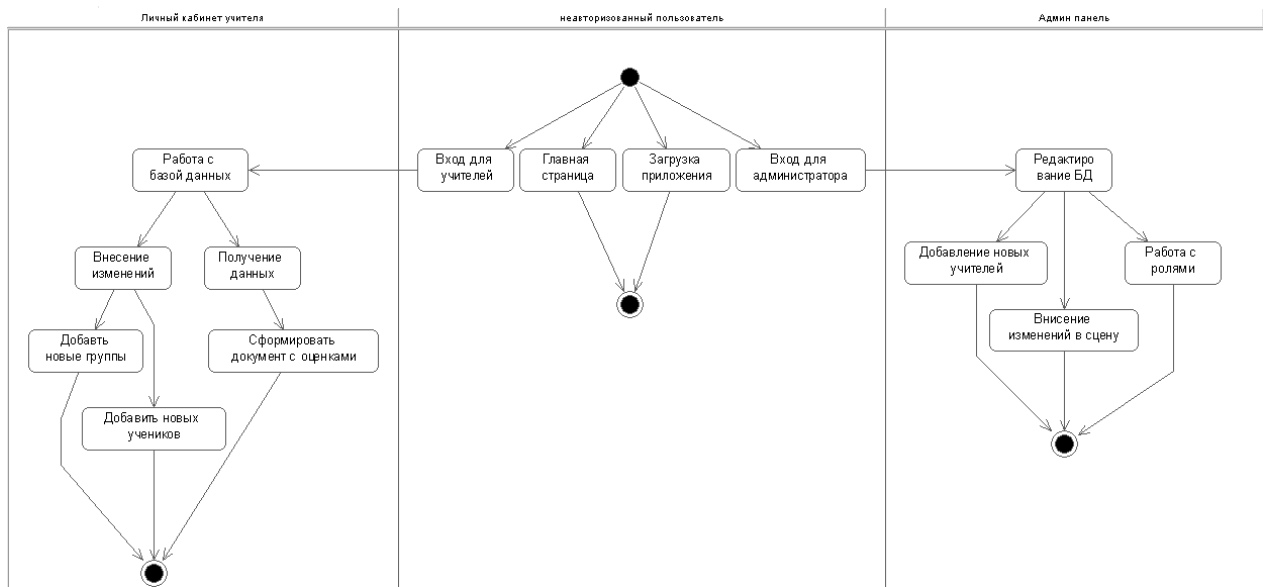 Личный кабинет учителя
неавторизованный пользователь
Админ панель
Работа с
базой данных
Вход для
учителей
Главная
страница
Загрузка
приложения
Вход для
администратора
Редактиро
вание БД
Внесение
изменений
Получение
данных
Добавление новых
учителей
Работа с
ролями
Добавть
новые группы
Сформировать
документ с оценками
Внисение
изменений в сцену
Добавить новых
учеников